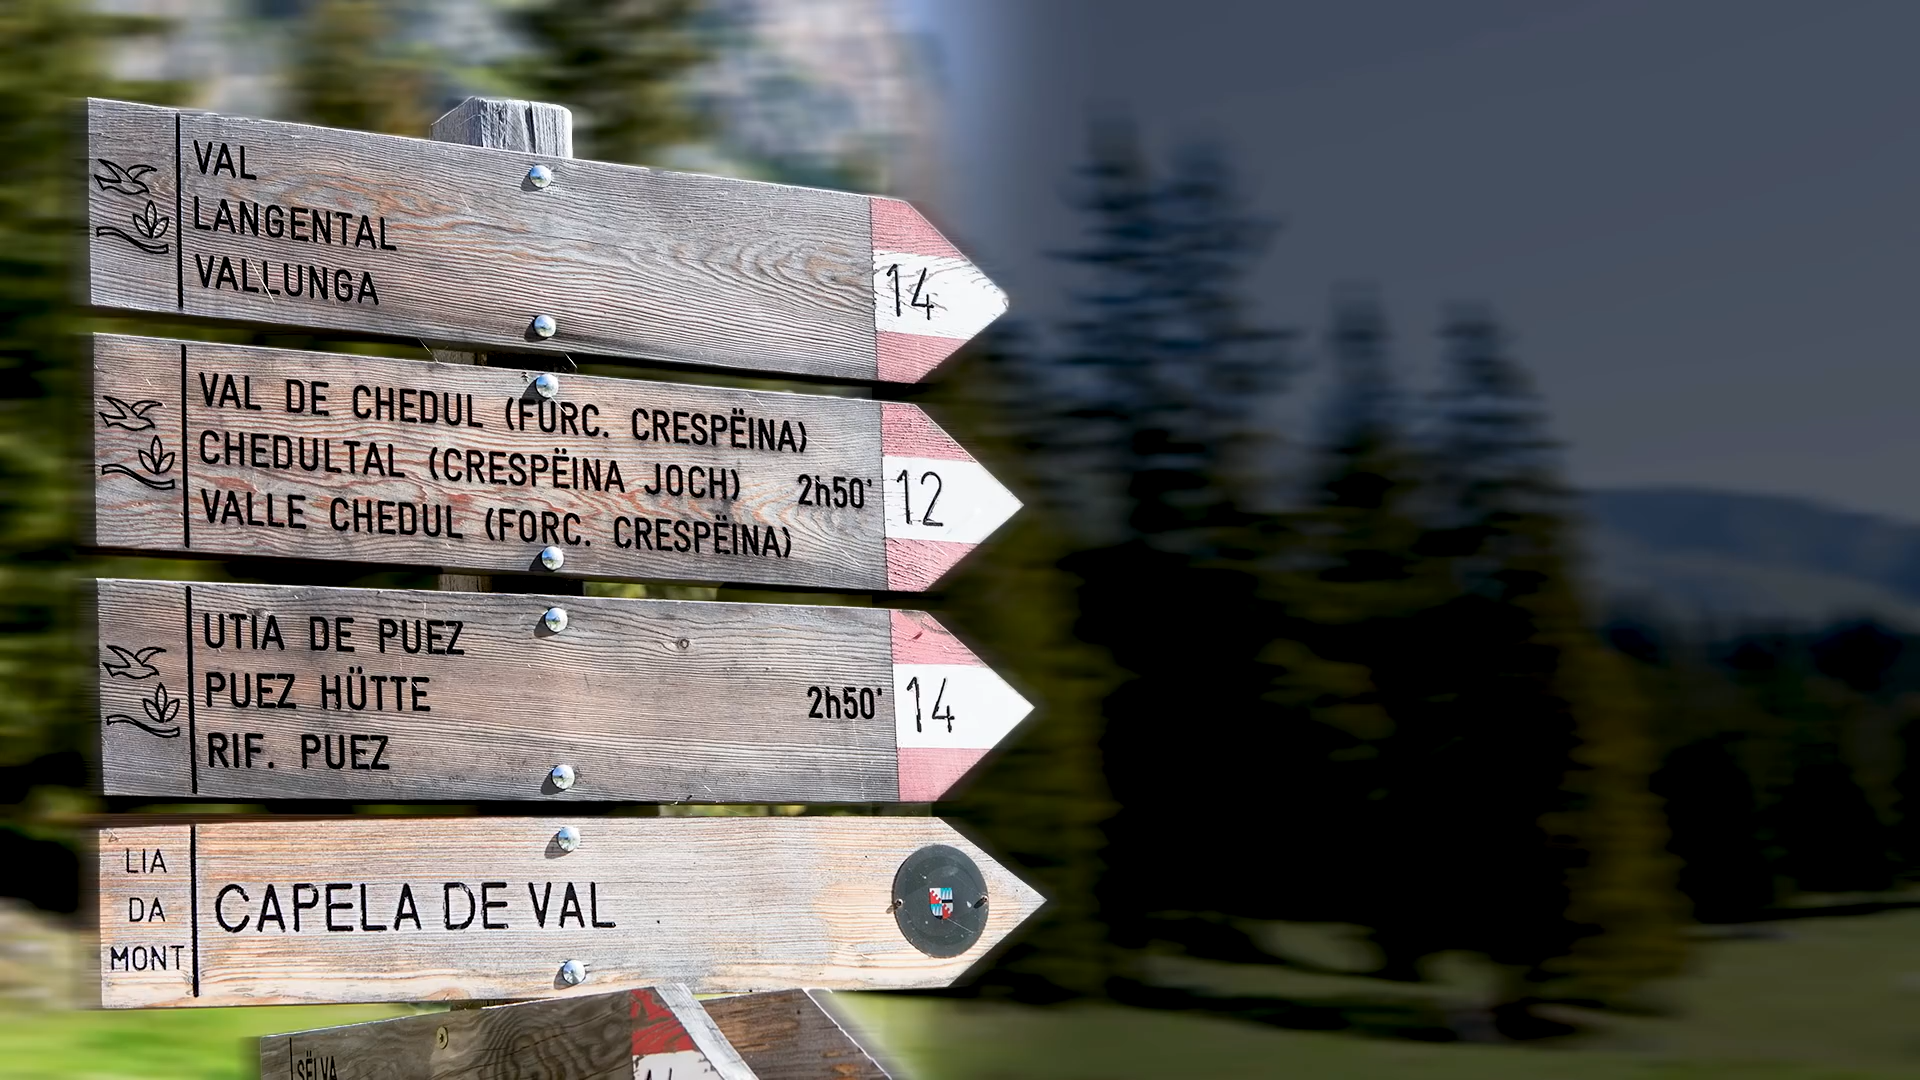 VAL
LANGENTAL
VALLUNGA
14
VAL DE CHEDUL (FURC. CRESPËINA)
CHEDULTAL (CRESPËINA JOCH) 2h50'
VALLE CHEDUL (FORC. CRESPËINA)
12
UTIA DE PUEZ
PUEZ HÜTTE
RIF. PUEZ
2h50'
14
LIA
DA
MONT
CAPELA DE VAL
SËLVA